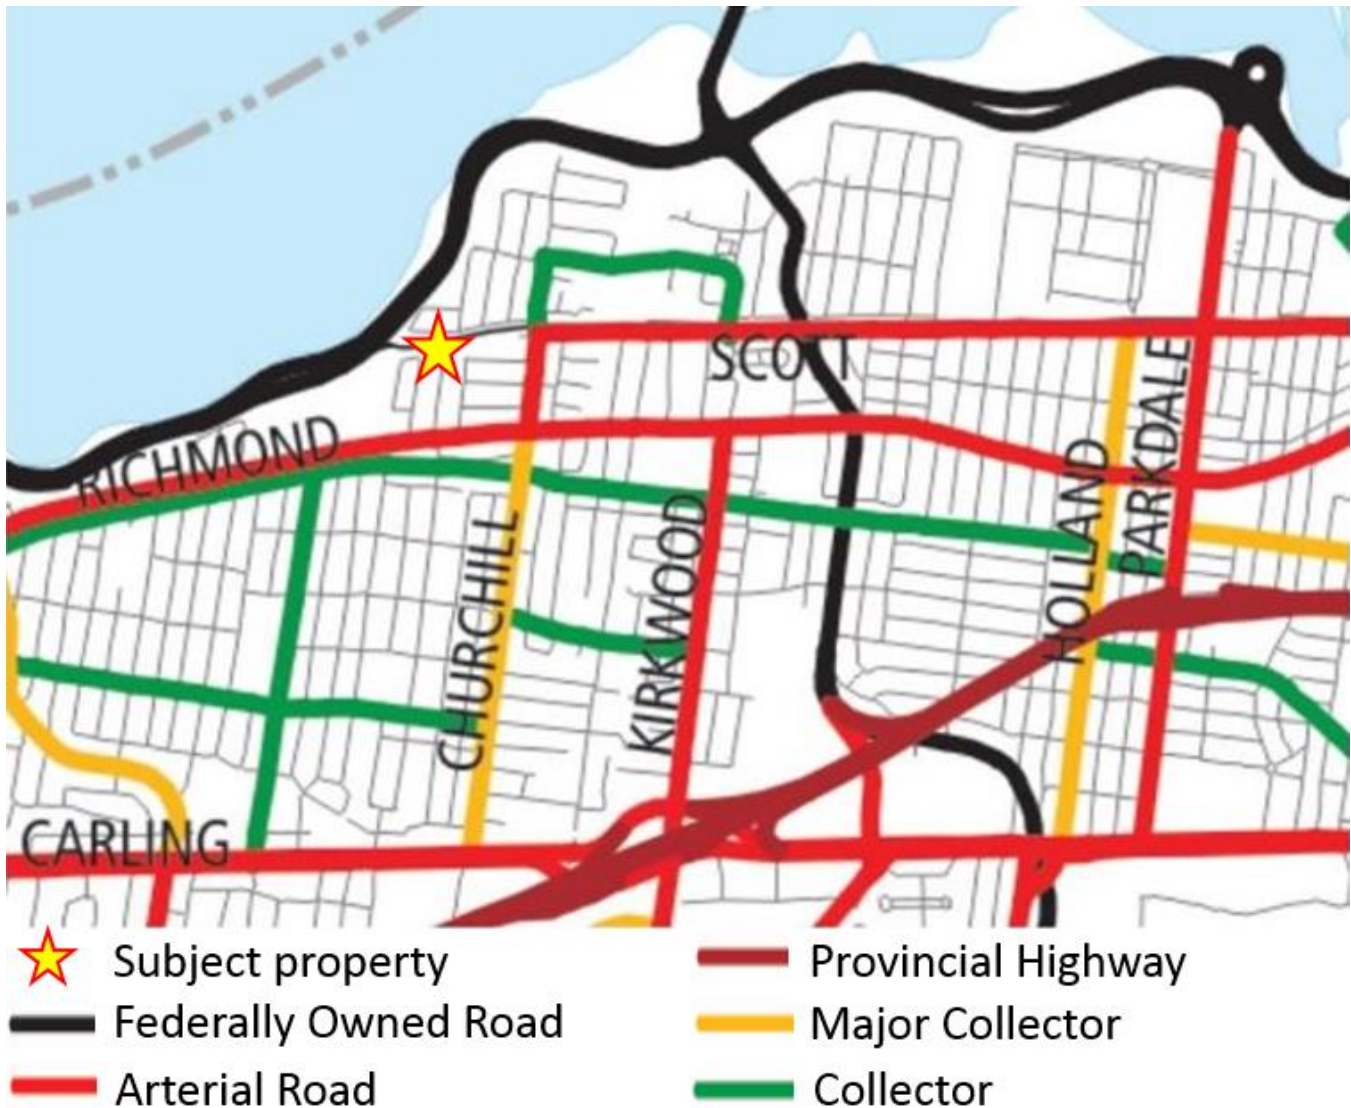 SCOTT
RICHMOND
HOLLAND
PARKDALE
CHURCHILL
KIRKWOOD
CARLING
Subject property
Provincial Highway
Federally Owned Road
Major Collector
Arterial Road
Collector